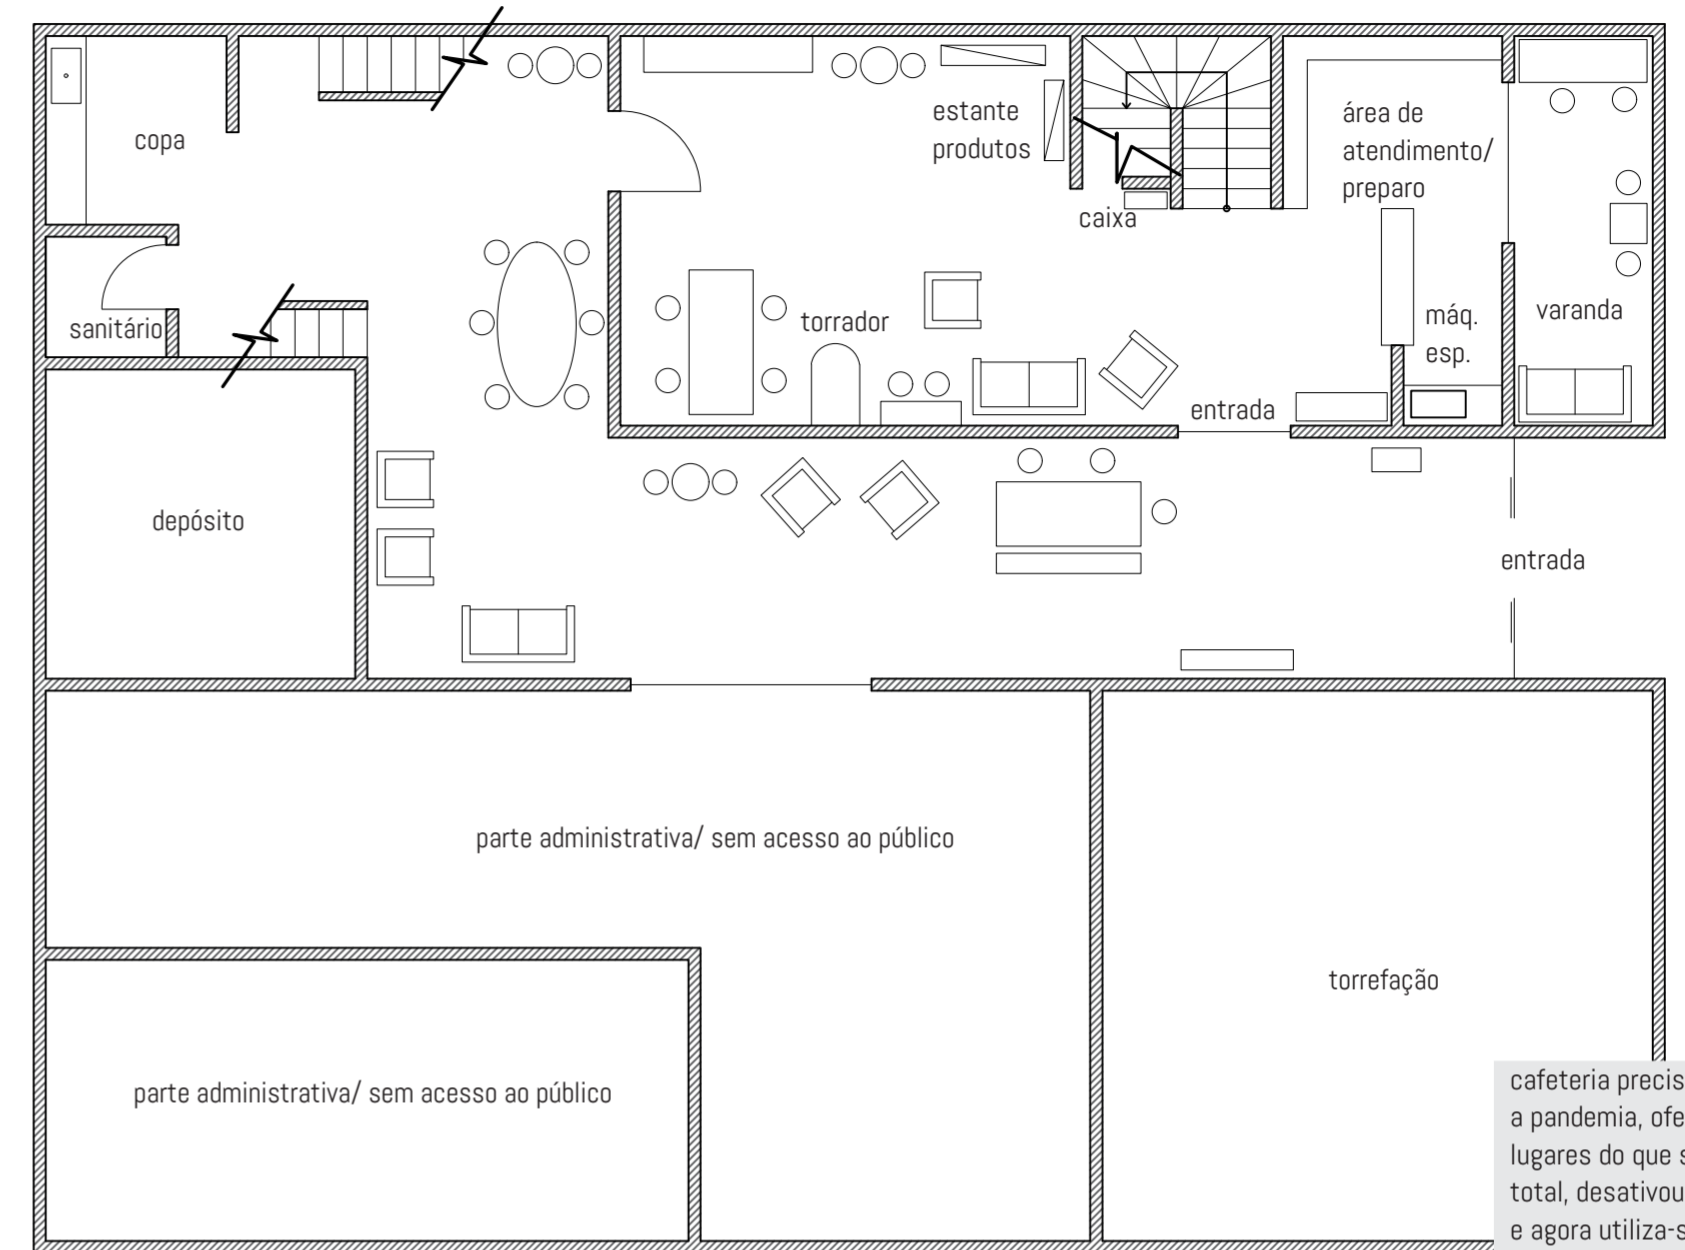 copa
estante
produtos
área de
atendimento/
preparo
caixa
sanitário
torrador
máq.
esp.
varanda
entrada
depósito
entrada
parte administrativa/ sem acesso ao público
torrefação
parte administrativa/ sem acesso ao público
cafeteria precis
a pandemia, ofe
lugares do que s
total, desativou
e agora utiliza-s